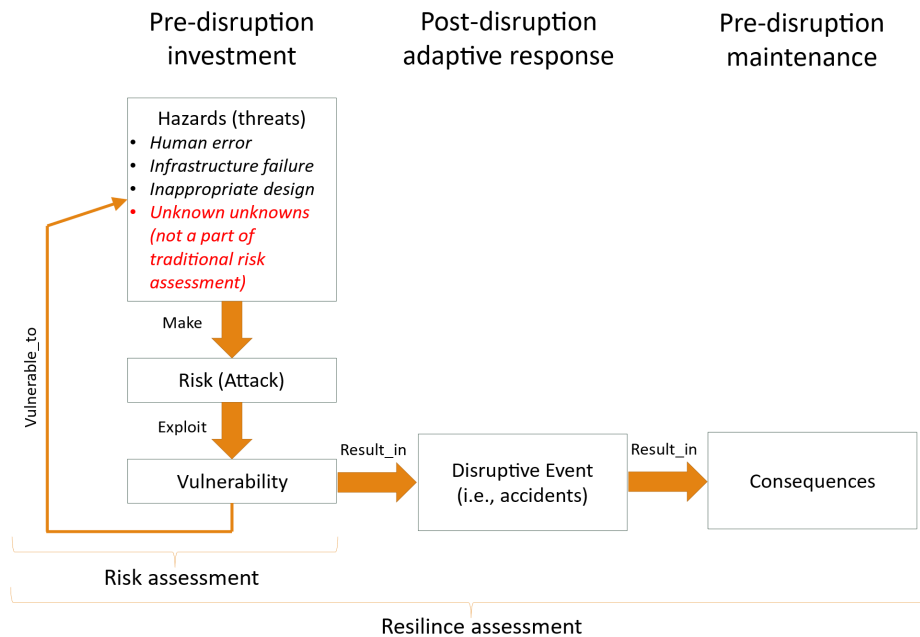 Pre-disruption
investment
Post-disruption
adaptive response
Pre-disruption
maintenance
Hazards (threats)
• Human error
• Infrastructure failure
• Inappropriate design
• Unknown unknowns
(not a part of
traditional risk
assessment)
Make
Risk (Attack)
Exploit
Vulnerability
Vulnerable_to
Result_in
Disruptive Event
(i.e., accidents)
Result_in
Consequences
Risk assessment
Resilince assessment